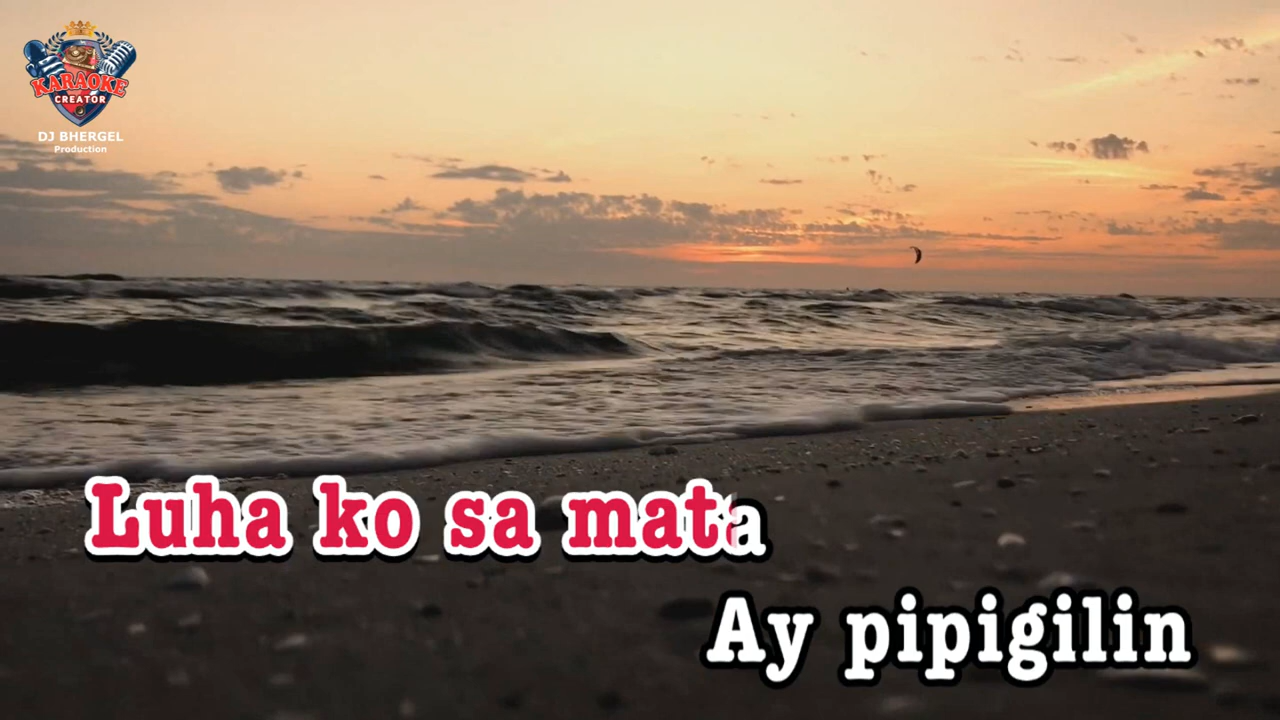 KARAOKE
CREATOR
DJ BHERGEL
Production
Luha ko sa mata
Ay pipigilin